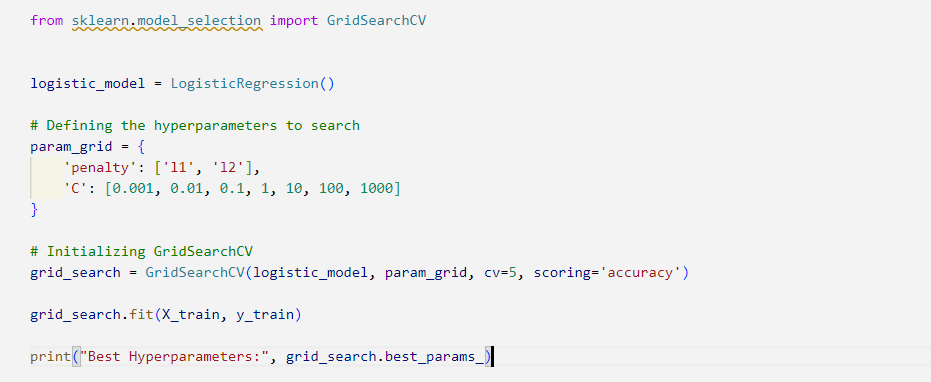 from sklearn.model_selection import GridSearchCV
logistic_model = LogisticRegression()
# Defining the hyperparameters to search
param_grid = {
    'penalty': ['l1', 'l2'],
    'C': [0.001, 0.01, 0.1, 1, 10, 100, 1000]
}
# Initializing GridSearchCV
grid_search = GridSearchCV(logistic_model, param_grid, cv=5, scoring='accuracy')
grid_search.fit(X_train, y_train)
print("Best Hyperparameters:", grid_search.best_params_)